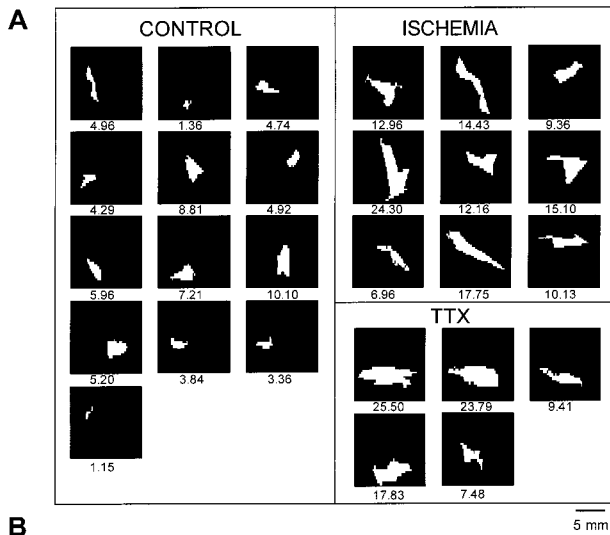 A
CONTROL
4.96 1.36 4.74
4.29 8.81 4.92
5.96 7.21 10.10
5.20 3.84 3.36
1.15
ISCHEMIA
12.96 14.43 9.36
24.30 12.16 15.10
6.96 17.75 10.13
TTX
25.50 23.79 9.41
17.83 7.48
5 mm
B